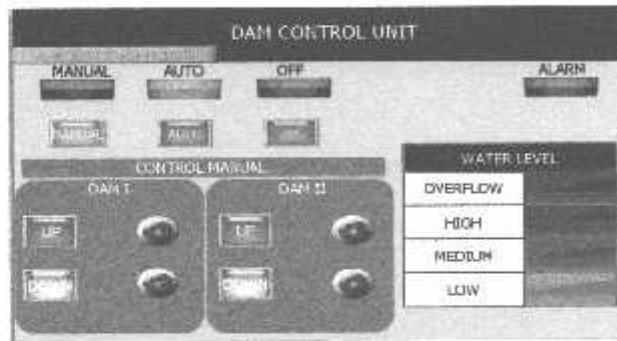 DAM CONTROL UNIT
MANUAL AUTO OFF ALARM
MANUAL AUTO
CONTROL MANUAL
DAM I DAM II
UP UP
DOWN DOWN
WATER LEVEL
OVERFLOW
HIGH
MEDIUM
LOW